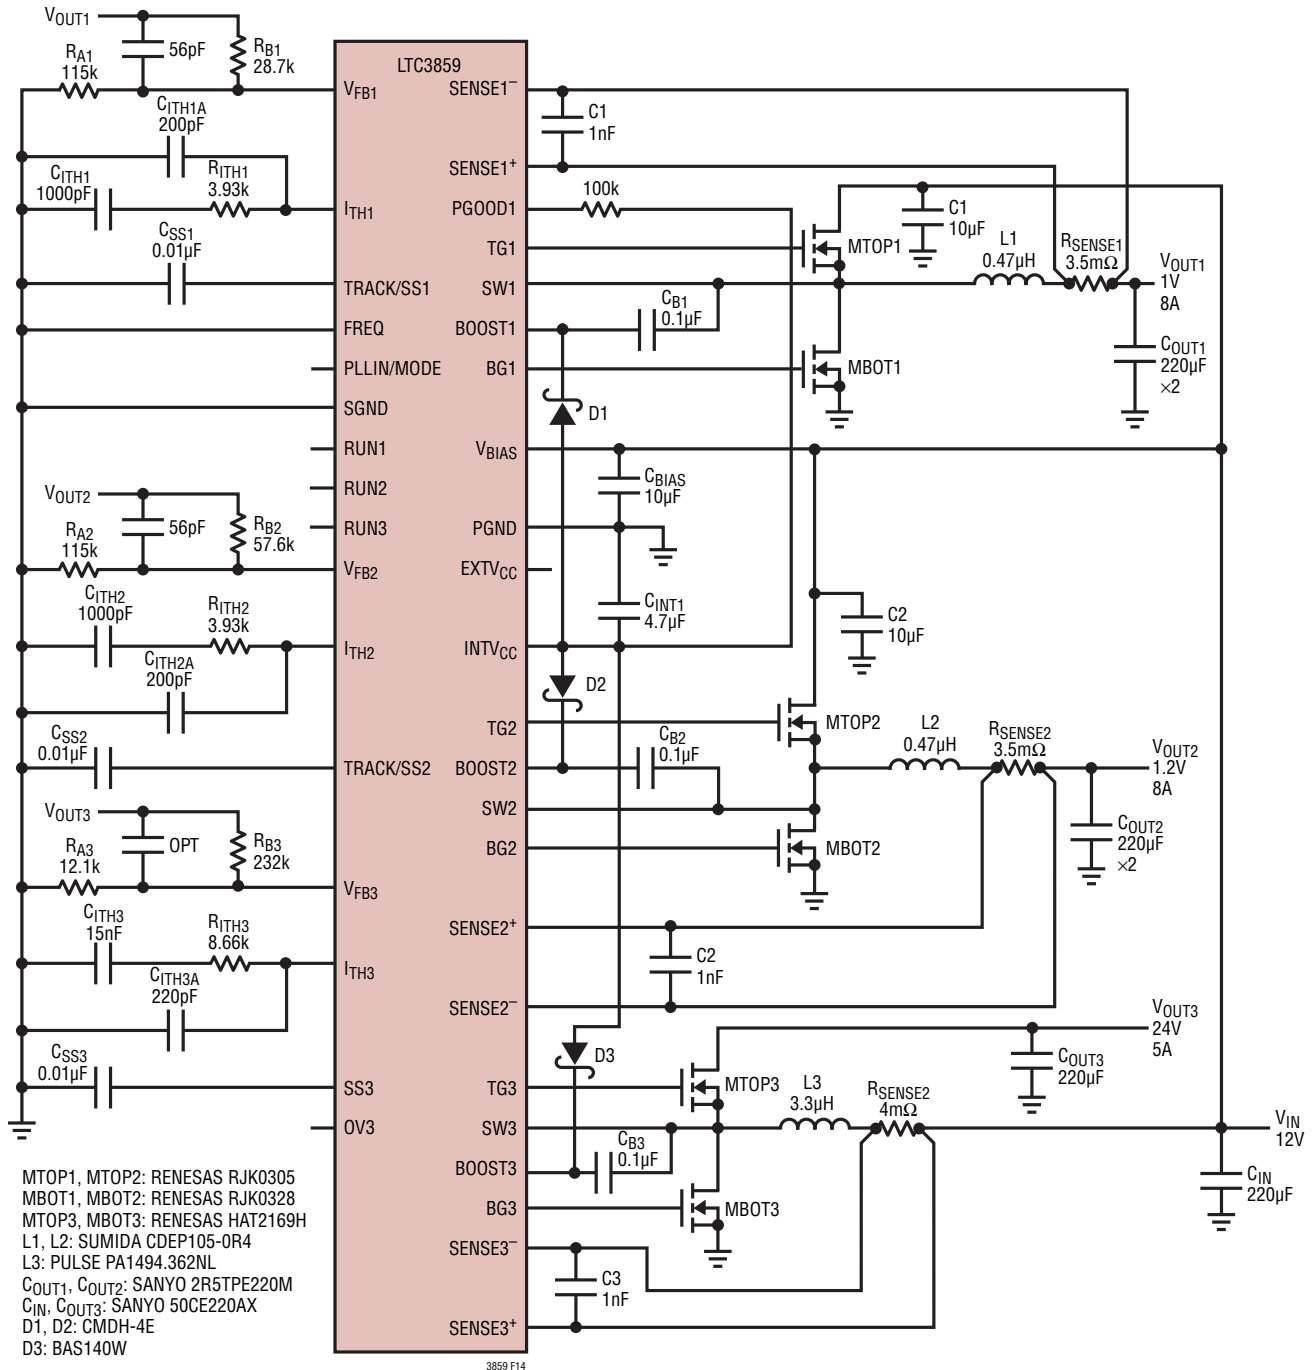 VOUT1
RA1
115k
56pF
RB1
28.7k
CITH1A
200pF
CITH1
1000pF
RITH1
3.93k
CSS1
0.01µF
VOUT2
RA2
115k
56pF
RB2
57.6k
CITH2
1000pF
RITH2
3.93k
CITH2A
200pF
CSS2
0.01µF
VOUT3
RA3
12.1k
OPT
RB3
232k
CITH3
15nF
RITH3
8.66k
CITH3A
220pF
CSS3
0.01µF
LTC3859
VFB1
ITH1
TRACK/SS1
FREQ
PLLIN/MODE
SGND
RUN1
RUN2
RUN3
VFB2
ITH2
TRACK/SS2
VFB3
ITH3
SS3
OV3
SENSE1–
SENSE1+
PGOOD1
TG1
SW1
BOOST1
BG1
VBIAS
PGND
EXTVCC
INTVCC
TG2
BOOST2
SW2
BG2
SENSE2+
SENSE2–
TG3
SW3
BOOST3
BG3
SENSE3–
SENSE3+
C1
1nF
100k
MTOP1
C1
10µF
L1
0.47µH
RSENSE1
3.5mΩ
VOUT1
1V
8A
CB1
0.1µF
MBOT1
COUT1
220µF
×2
D1
CBIAS
10µF
CINT1
4.7µF
C2
10µF
D2
MTOP2
L2
0.47µH
RSENSE2
3.5mΩ
VOUT2
1.2V
8A
CB2
0.1µF
MBOT2
COUT2
220µF
×2
C2
1nF
VOUT3
24V
5A
D3
MTOP3
L3
3.3µH
RSENSE2
4mΩ
COUT3
220µF
VIN
12V
CB3
0.1µF
MBOT3
CIN
220µF
C3
1nF
MTOP1, MTOP2: RENESAS RJK0305
MBOT1, MBOT2: RENESAS RJK0328
MTOP3, MBOT3: RENESAS HAT2169H
L1, L2: SUMIDA CDEP105-0R4
L3: PULSE PA1494.362NL
COUT1, COUT2: SANYO 2R5TPE220M
CIN, COUT3: SANYO 50CE220AX
D1, D2: CMDH-4E
D3: BAS140W
3859 F14